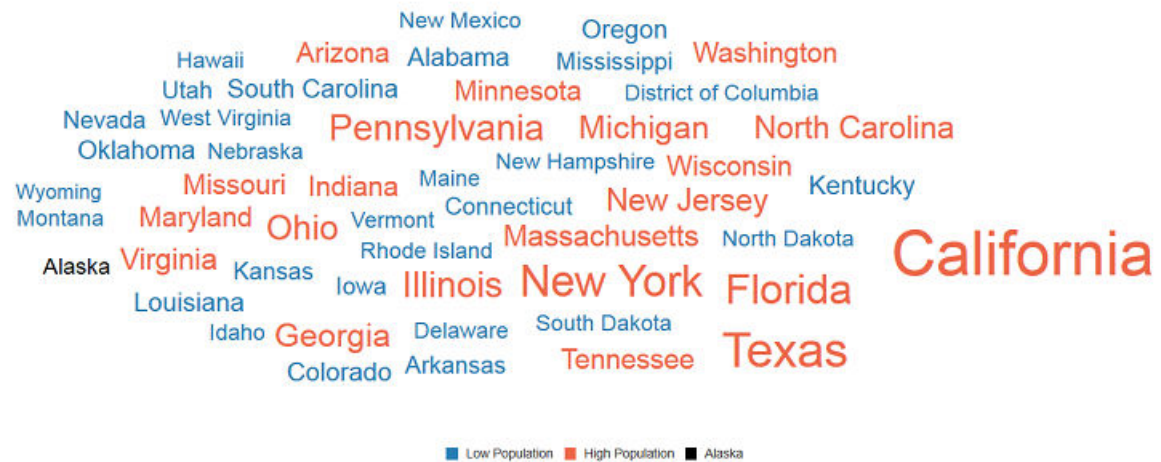 New Mexico
Oregon
Hawaii Arizona Alabama Mississippi Washington
Utah South Carolina Minnesota District of Columbia
Nevada West Virginia Pennsylvania Michigan North Carolina
Oklahoma Nebraska New Hampshire Wisconsin
Wyoming Missouri Indiana Maine Kentucky
Montana Maryland Ohio Vermont Connecticut New Jersey
Rhode Island Massachusetts North Dakota California
Alaska Virginia Kansas Iowa Illinois New York Florida
Louisiana
Idaho Georgia Delaware South Dakota
Colorado Arkansas Tennessee Texas
Low Population High Population Alaska